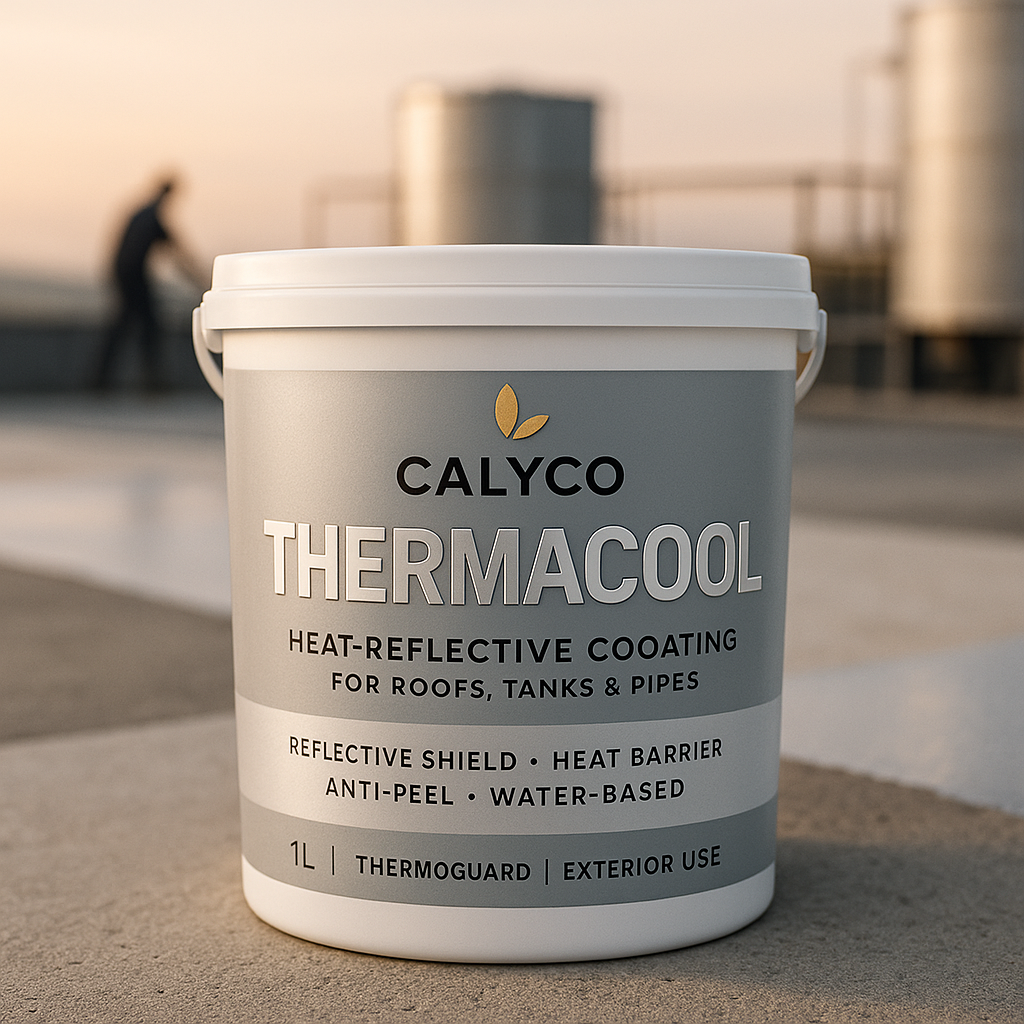 CALYCO
THERMACOOL
HEAT-REFLECTIVE COOATING
FOR ROOFS, TANKS & PIPES
REFLECTIVE SHIELD • HEAT BARRIER
ANTI-PEEL • WATER-BASED
1L | THERMOGUARD | EXTERIOR USE